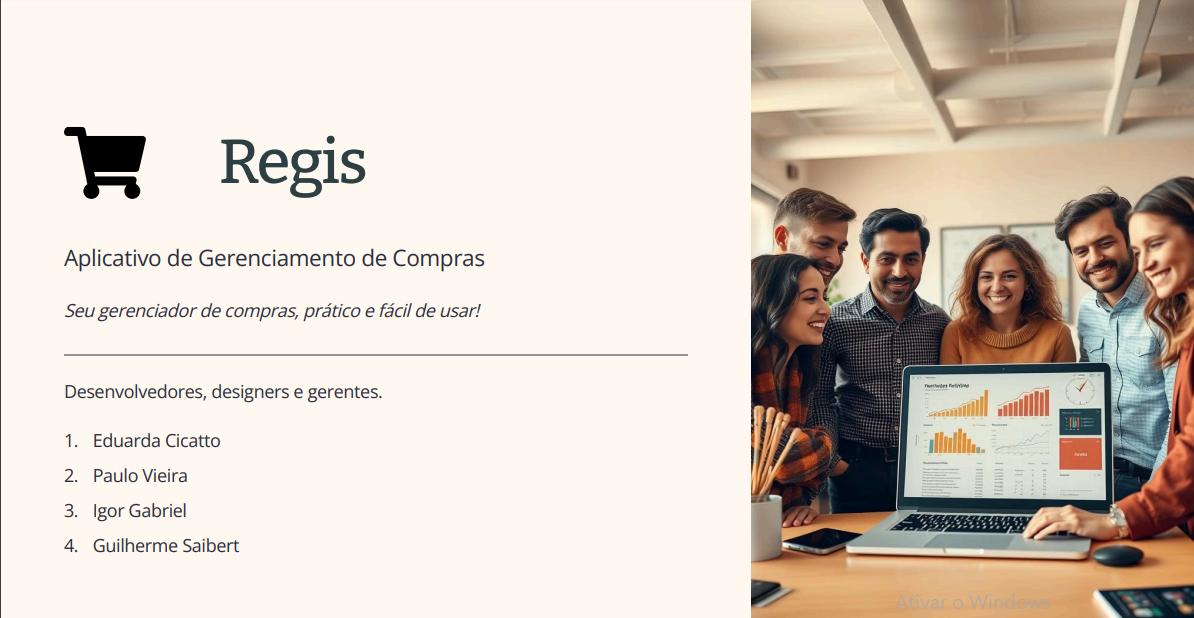 Regis
Aplicativo de Gerenciamento de Compras
Seu gerenciador de compras, prático e fácil de usar!
Desenvolvedores, designers e gerentes.
1. Eduarda Cicatto
2. Paulo Vieira
3. Igor Gabriel
4. Guilherme Saibert
Ativar o Windows